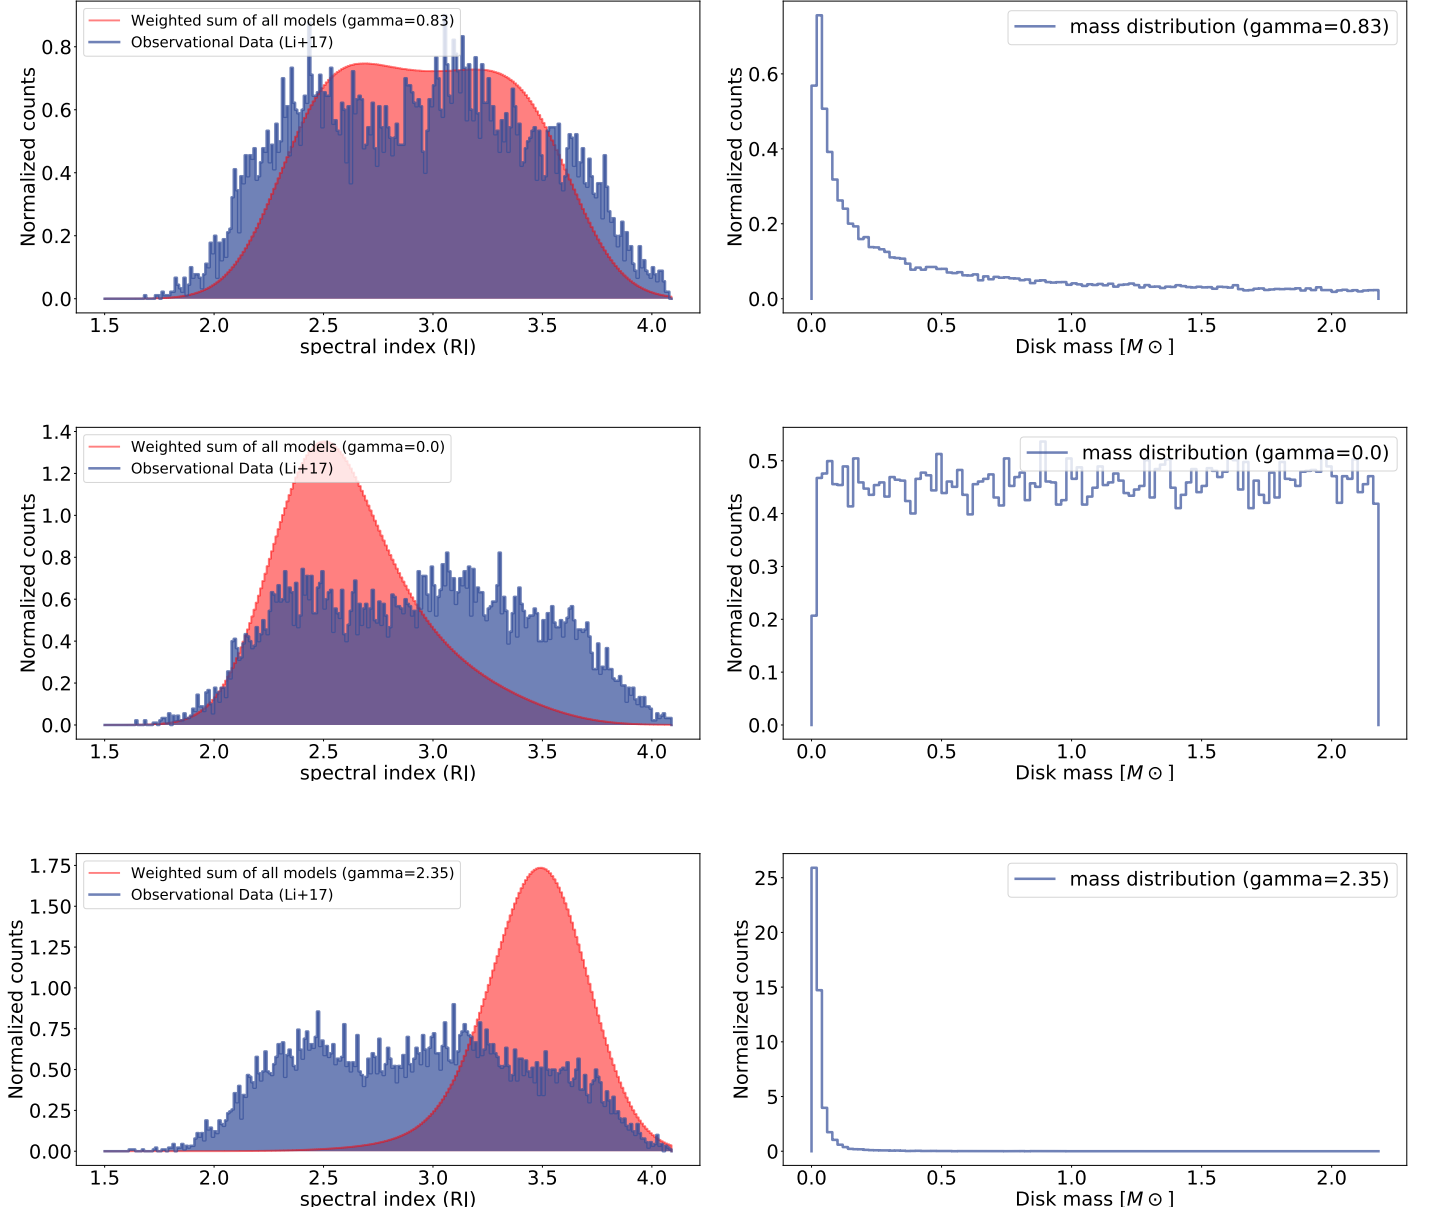 Weighted sum of all models (gamma=0.83)
Observational Data (Li+17)
Normalized counts
0.8
0.6
0.4
0.2
0.0
1.5 2.0 2.5 3.0 3.5 4.0
spectral index (RJ)
mass distribution (gamma=0.83)
Normalized counts
0.6
0.4
0.2
0.0
0.0 0.5 1.0 1.5 2.0
Disk mass [M⊙]
Weighted sum of all models (gamma=0.0)
Observational Data (Li+17)
Normalized counts
1.4
1.2
1.0
0.8
0.6
0.4
0.2
0.0
1.5 2.0 2.5 3.0 3.5 4.0
spectral index (RJ)
mass distribution (gamma=0.0)
Normalized counts
0.5
0.4
0.3
0.2
0.1
0.0
0.0 0.5 1.0 1.5 2.0
Disk mass [M⊙]
Weighted sum of all models (gamma=2.35)
Observational Data (Li+17)
Normalized counts
1.75
1.50
1.25
1.00
0.75
0.50
0.25
0.00
1.5 2.0 2.5 3.0 3.5 4.0
spectral index (RJ)
mass distribution (gamma=2.35)
Normalized counts
25
20
15
10
5
0
0.0 0.5 1.0 1.5 2.0
Disk mass [M⊙]